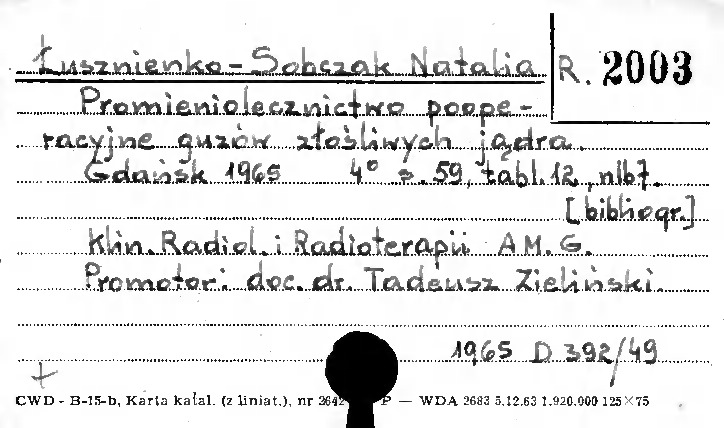 Łusznienko-Sobczak Natalia R. 2003
Promieniolecznictwo poope-
racyjne guzów złośliwych jądra.
Gdańsk 1965 4° s. 59, tabl. 12, nlb 7.
[bibliogr.]
Klin. Radiol. i Radioterapii A M. G.
Promotor: doc. dr. Tadeusz Zieliński.
1965 D 392/49
CWD - B-15-b, Karta katal. (z liniat.), nr 2642 P — WDA 2683 5.12.63 1.920.000 125×75